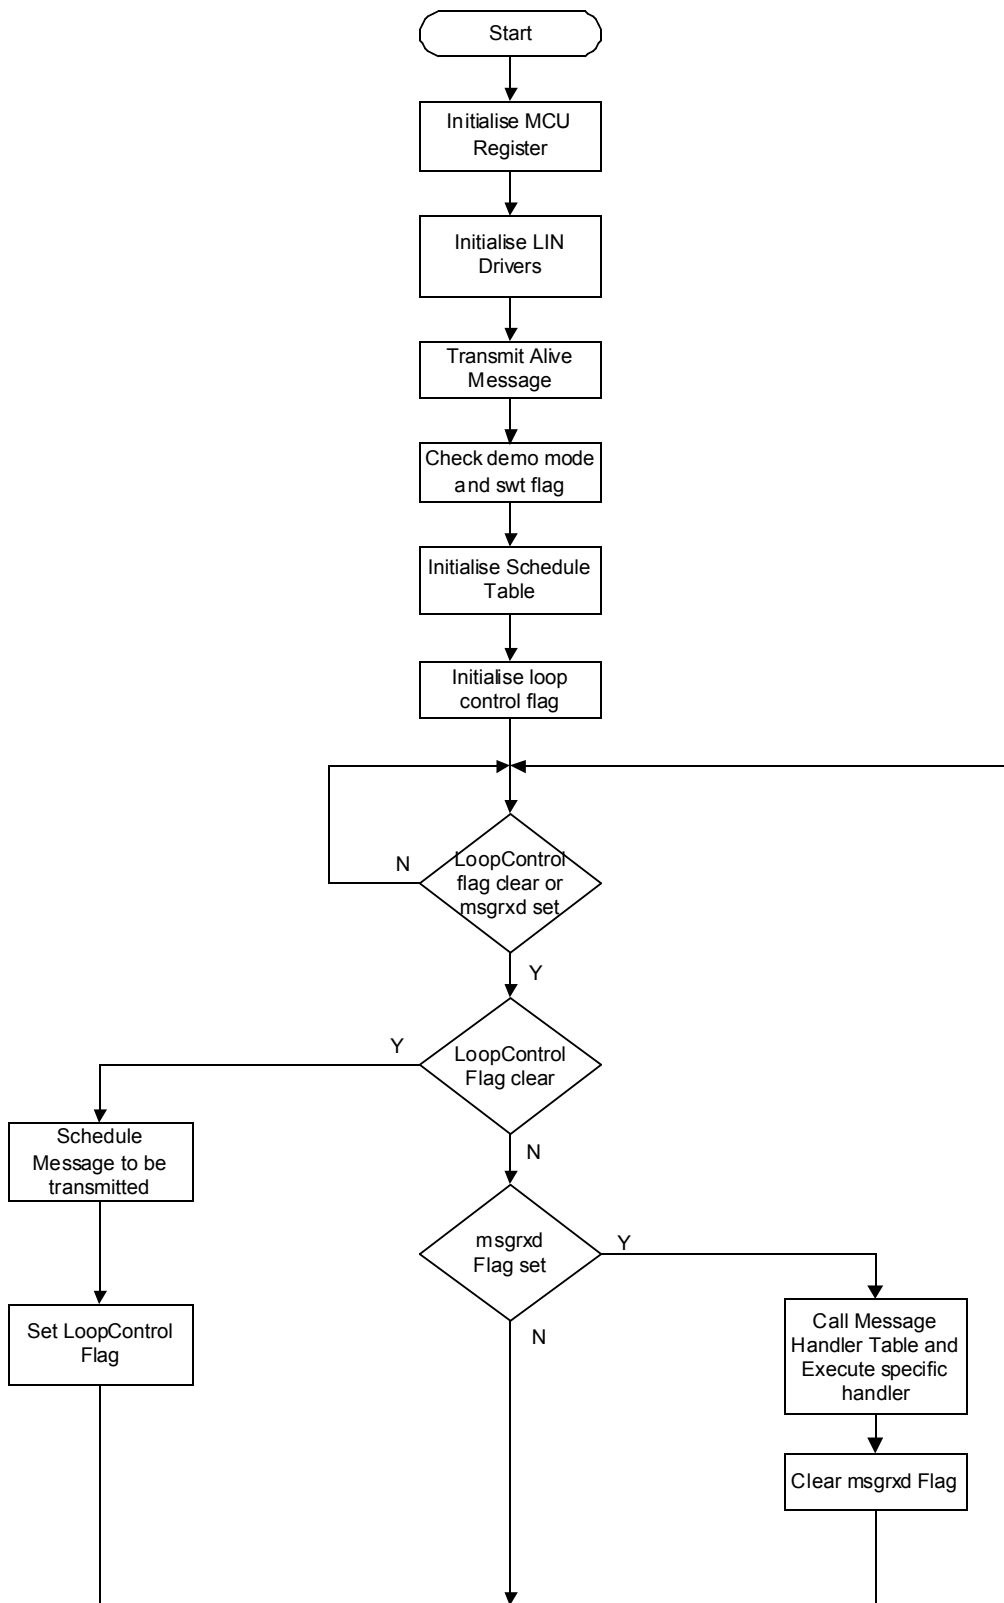 Start
Initialise MCU
Register
Initialise LIN
Drivers
Transmit Alive
Message
Check demo mode
and swt flag
Initialise Schedule
Table
Initialise loop
control flag
N
LoopControl
flag clear or
msgrxd set
Y
Y
LoopControl
Flag clear
Schedule
Message to be
transmitted
N
msgrxd
Flag set
Y
Set LoopControl
Flag
N
Call Message
Handler Table and
Execute specific
handler
Clear msgrxd Flag